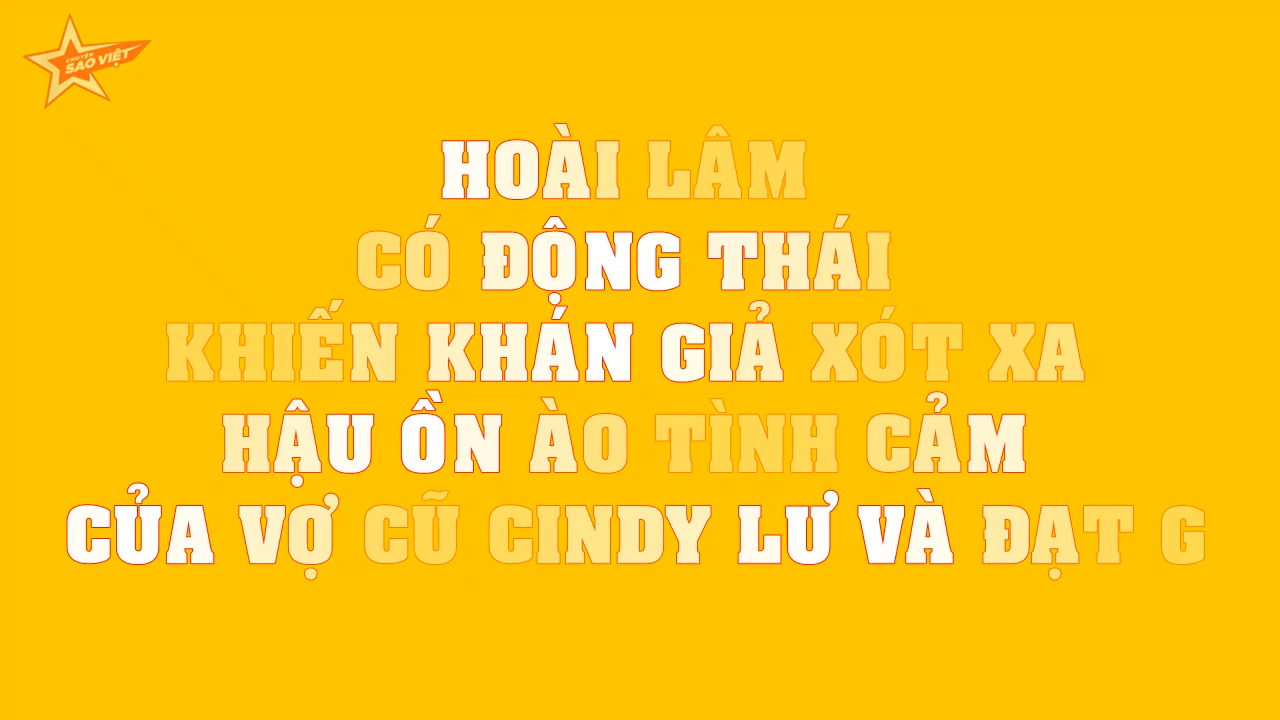 CHUYỆN
SAO VIỆT
HOÀI LÂM
CÓ ĐỘNG THÁI
KHIẾN KHÁN GIẢ XÓT XA
HẬU ỒN ÀO TÌNH CẢM
CỦA VỢ CŨ CINDY LƯ VÀ ĐẠT G